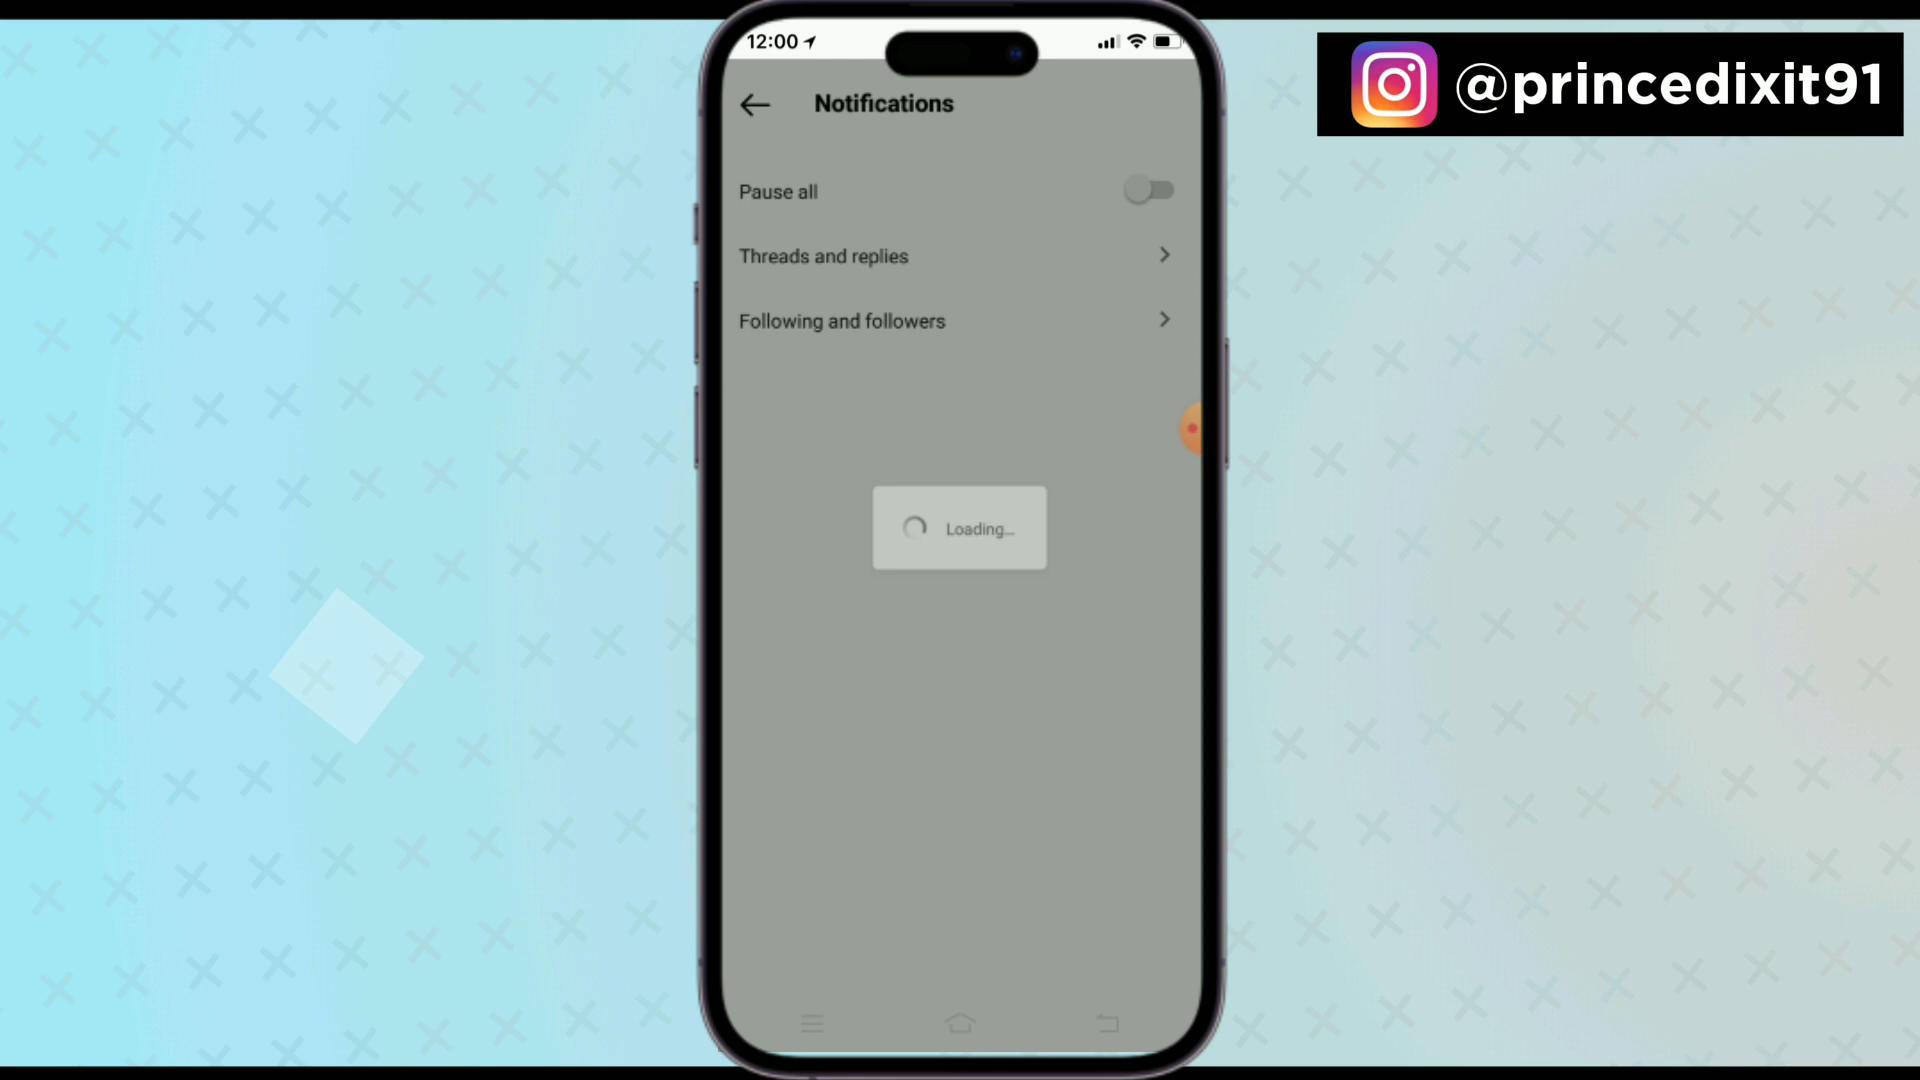 12:00
@princedixit91
Notifications
Pause all
Threads and replies
Following and followers
Loading...